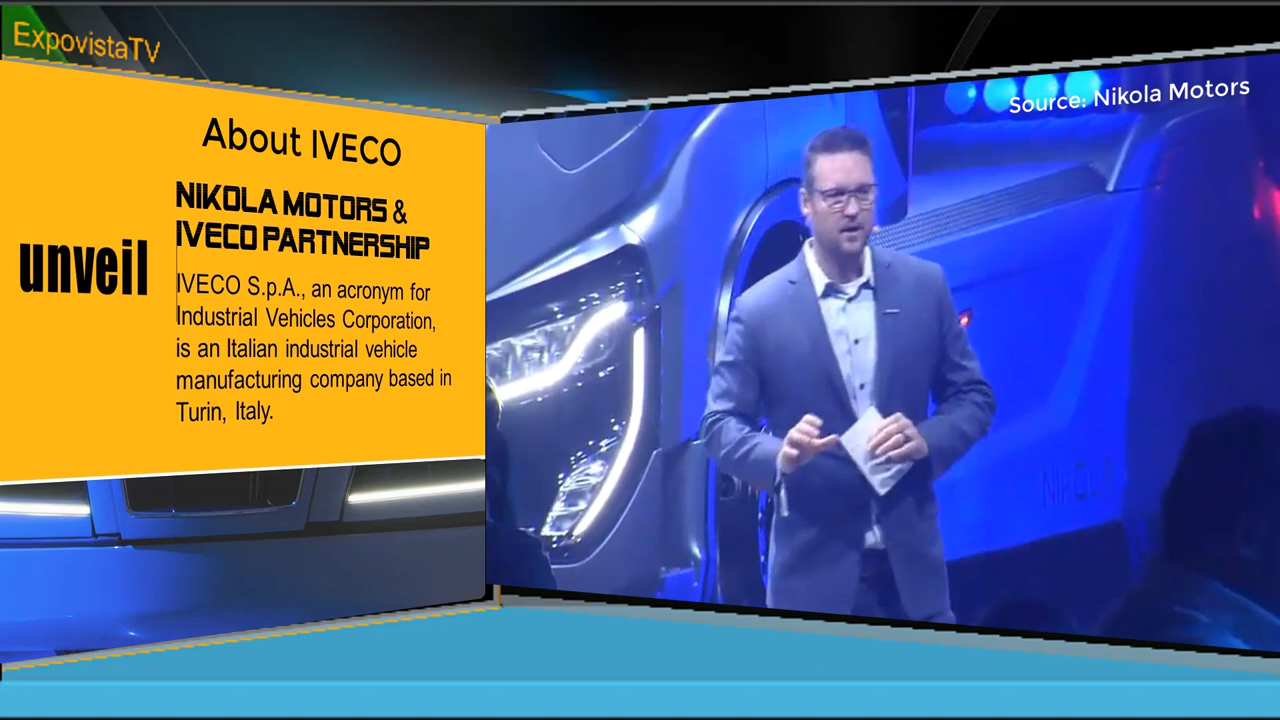 ExpovistaTV
About IVECO
NIKOLA MOTORS &
IVECO PARTNERSHIP
unveil
IVECO S.p.A., an acronym for
Industrial Vehicles Corporation,
is an Italian industrial vehicle
manufacturing company based in
Turin, Italy.
Source: Nikola Motors
NIKOLA